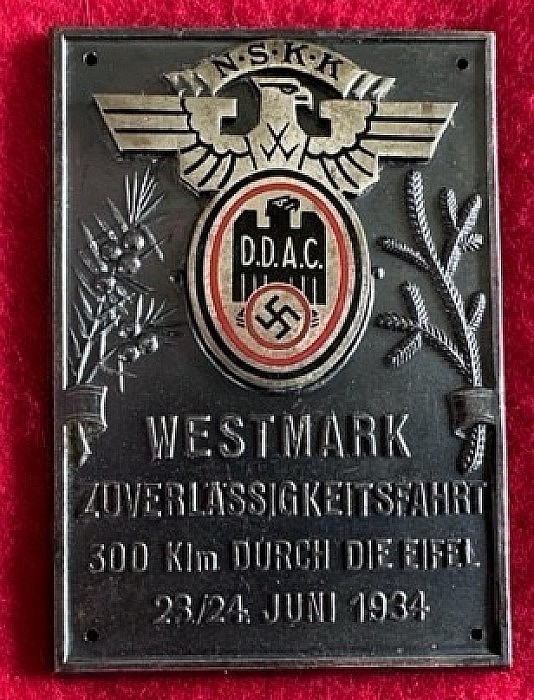 N·S·K·K
D.D.A.C.
WESTMARK
ZUVERLÄSSIGKEITSFAHRT
300 Klm DURCH DIE EIFEL
23./24. JUNI 1934